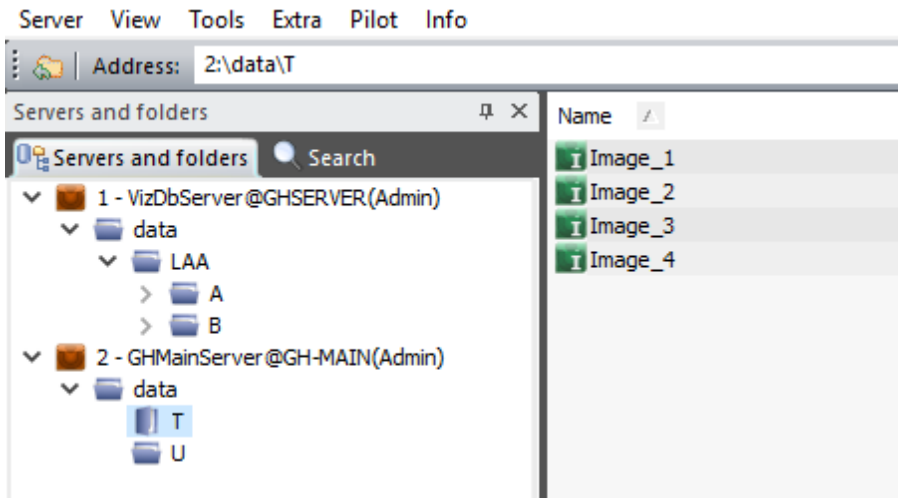 Server View Tools Extra Pilot Info
Address: 2:\data\T
Servers and folders
Servers and folders Search
1 - VizDbServer@GHSERVER(Admin)
data
LAA
A
B
2 - GHMainServer@GH-MAIN(Admin)
data
T
U
Name
Image_1
Image_2
Image_3
Image_4